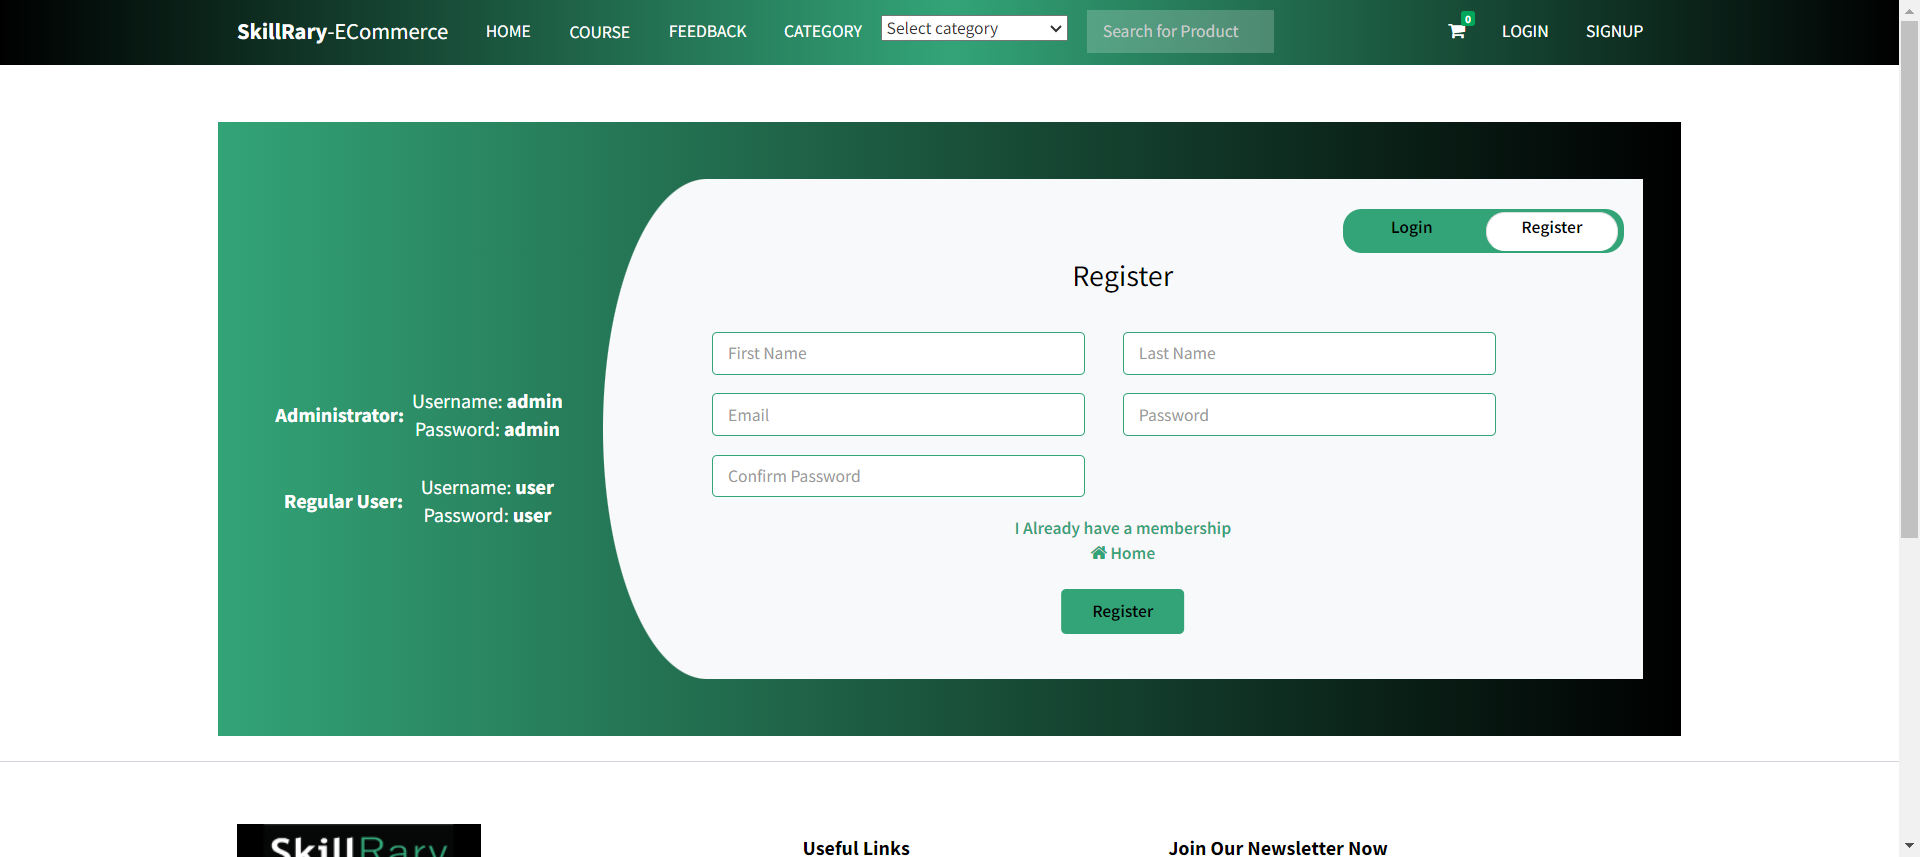 SkillRary-ECommerce HOME COURSE FEEDBACK CATEGORY Select category Search for Product 0 LOGIN SIGNUP
Login Register
Register
First Name Last Name
Email Password
Confirm Password
I Already have a membership
Home
Register
Administrator: Username: admin
Password: admin
Regular User: Username: user
Password: user
SkillRary Useful Links Join Our Newsletter Now